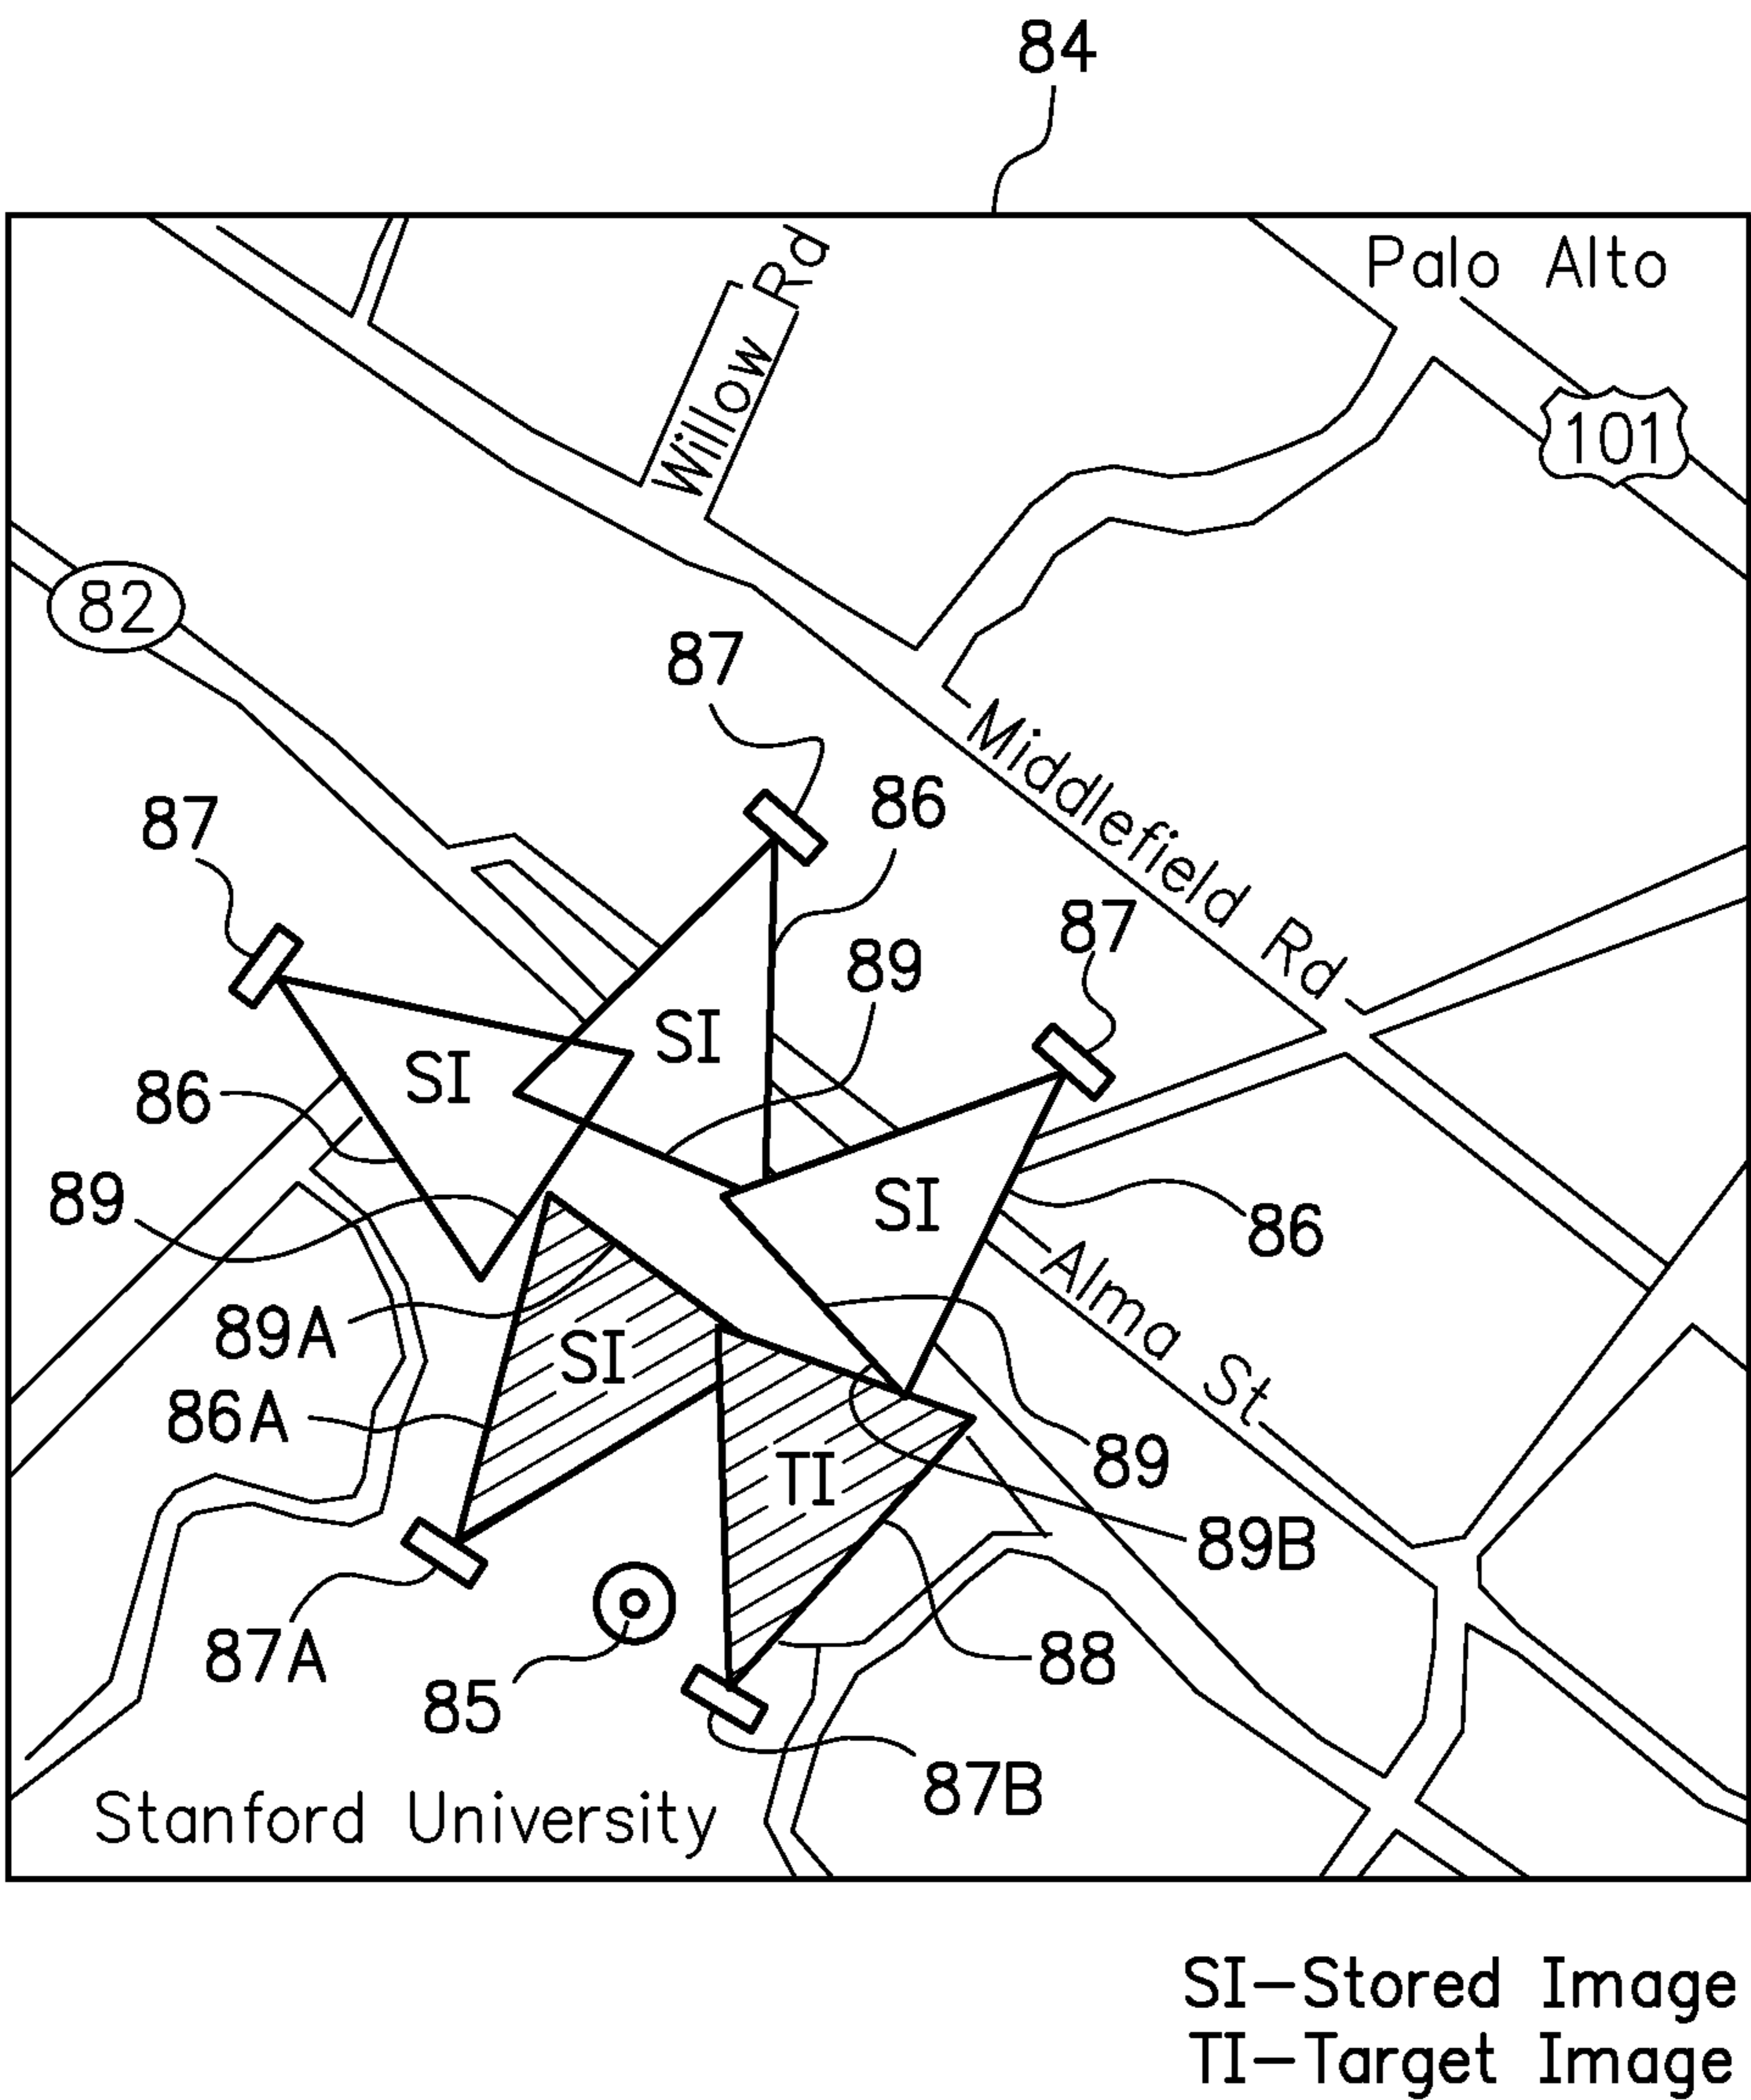 84
Palo Alto
Willow Rd
101
82
87
86
87
Middlefield Rd
87
89
SI
SI
86
89
SI
86
Alma St
89A
SI
86A
89
TI
89B
87A
88
85
87B
Stanford University
SI-Stored Image
TI-Target Image